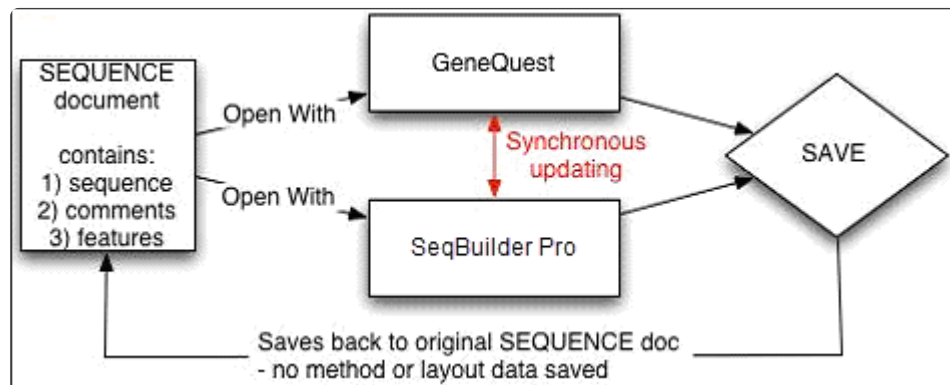 SEQUENCE
document
contains:
1) sequence
2) comments
3) features
Open With
Open With
GeneQuest
Synchronous
updating
SeqBuilder Pro
SAVE
Saves back to original SEQUENCE doc
- no method or layout data saved